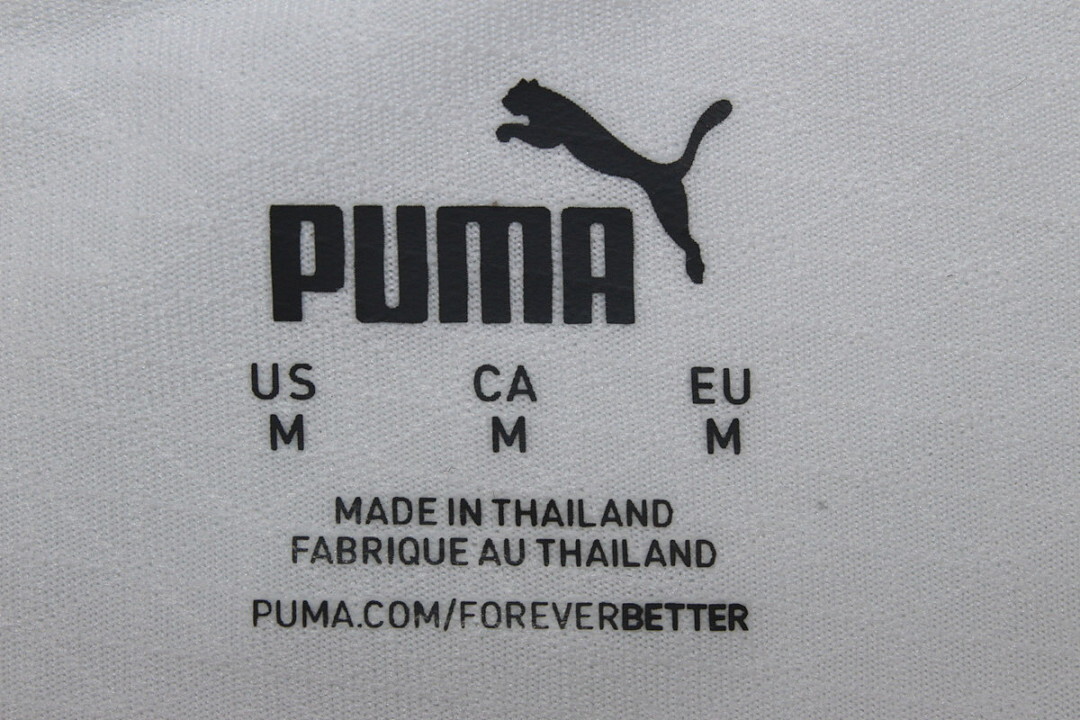 PUMA
US CA EU
M M M
MADE IN THAILAND
FABRIQUE AU THAILAND
PUMA.COM/FOREVERBETTER